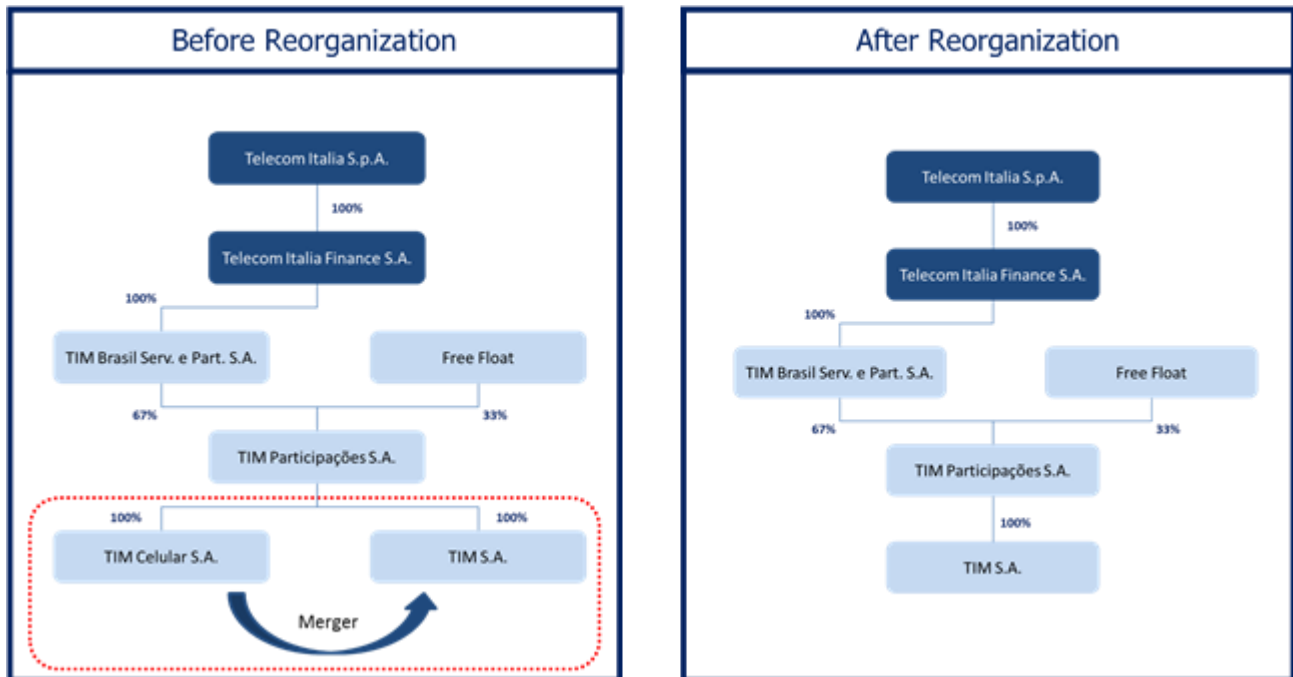 Before Reorganization
Telecom Italia S.p.A.
100%
Telecom Italia Finance S.A.
100%
TIM Brasil Serv. e Part. S.A.
Free Float
67%
33%
TIM Participações S.A.
100%
100%
TIM Celular S.A.
TIM S.A.
Merger
After Reorganization
Telecom Italia S.p.A.
100%
Telecom Italia Finance S.A.
100%
TIM Brasil Serv. e Part. S.A.
Free Float
67%
33%
TIM Participações S.A.
100%
TIM S.A.